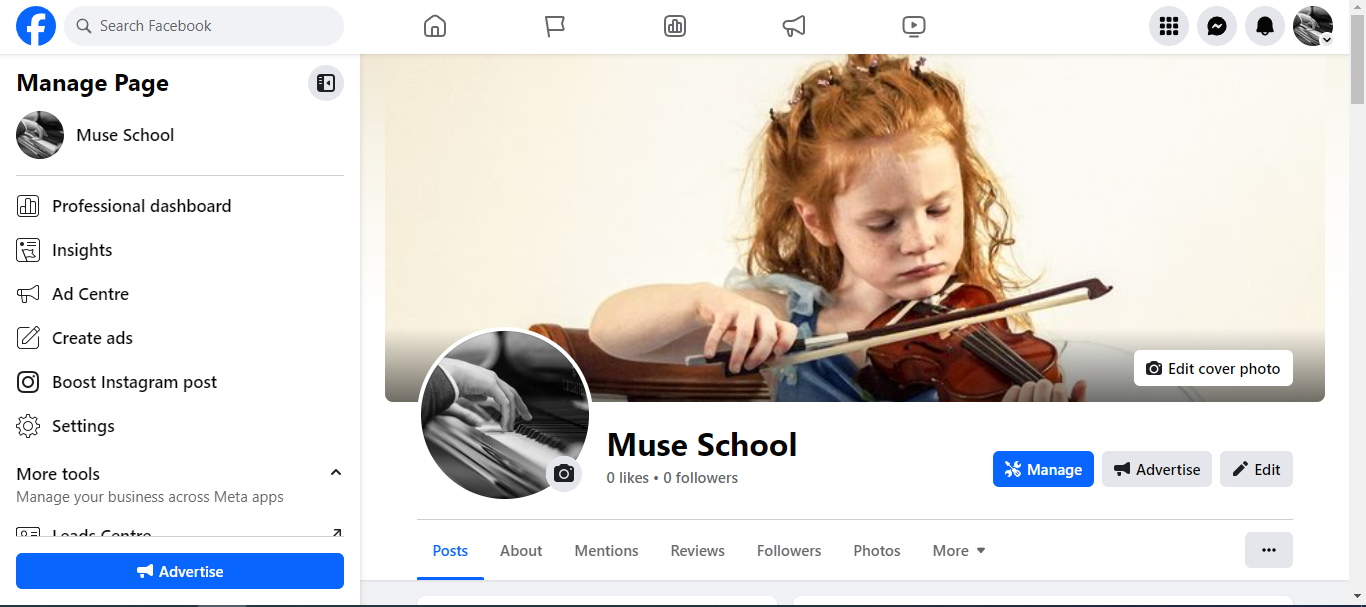 Search Facebook
Manage Page
Muse School
Professional dashboard
Insights
Ad Centre
Create ads
Boost Instagram post
Settings
More tools
Manage your business across Meta apps
Leads Centre
Advertise
Edit cover photo
Muse School
0 likes • 0 followers
Manage
Advertise
Edit
Posts
About
Mentions
Reviews
Followers
Photos
More